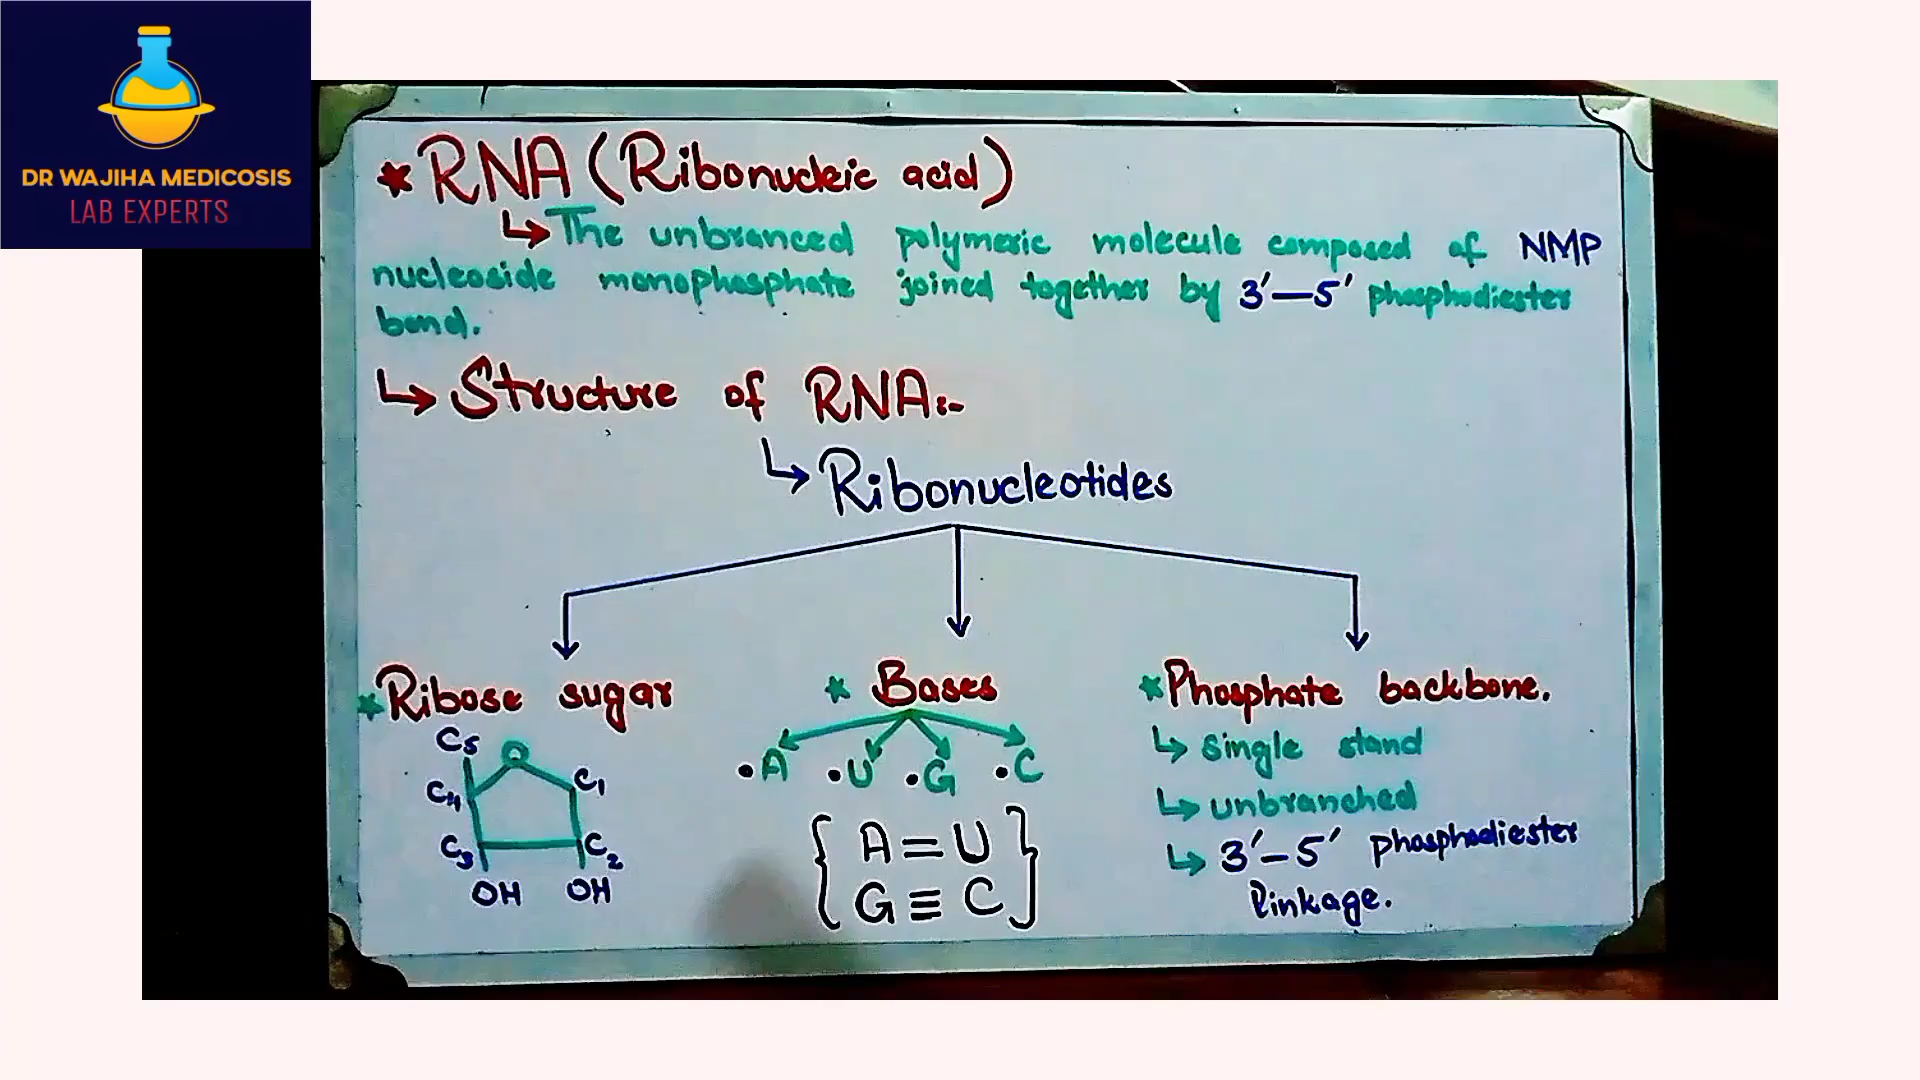 DR WAJIHA MEDICOSIS
LAB EXPERTS
* RNA (Ribonucleic acid)
↳ The unbranced polymeric molecule composed of NMP
nucleoside monophosphate joined together by 3'—5' phosphodiester
bond.
↳ Structure of RNA:-
↳ Ribonucleotides
* Ribose sugar
* Bases
* Phosphate backbone.
C5
O
C4
C1
C3
C2
OH OH
•A •U •G •C
{ A = U }
{ G ≡ C }
↳ single stand
↳ unbranched
↳ 3'–5' phosphodiester
linkage.